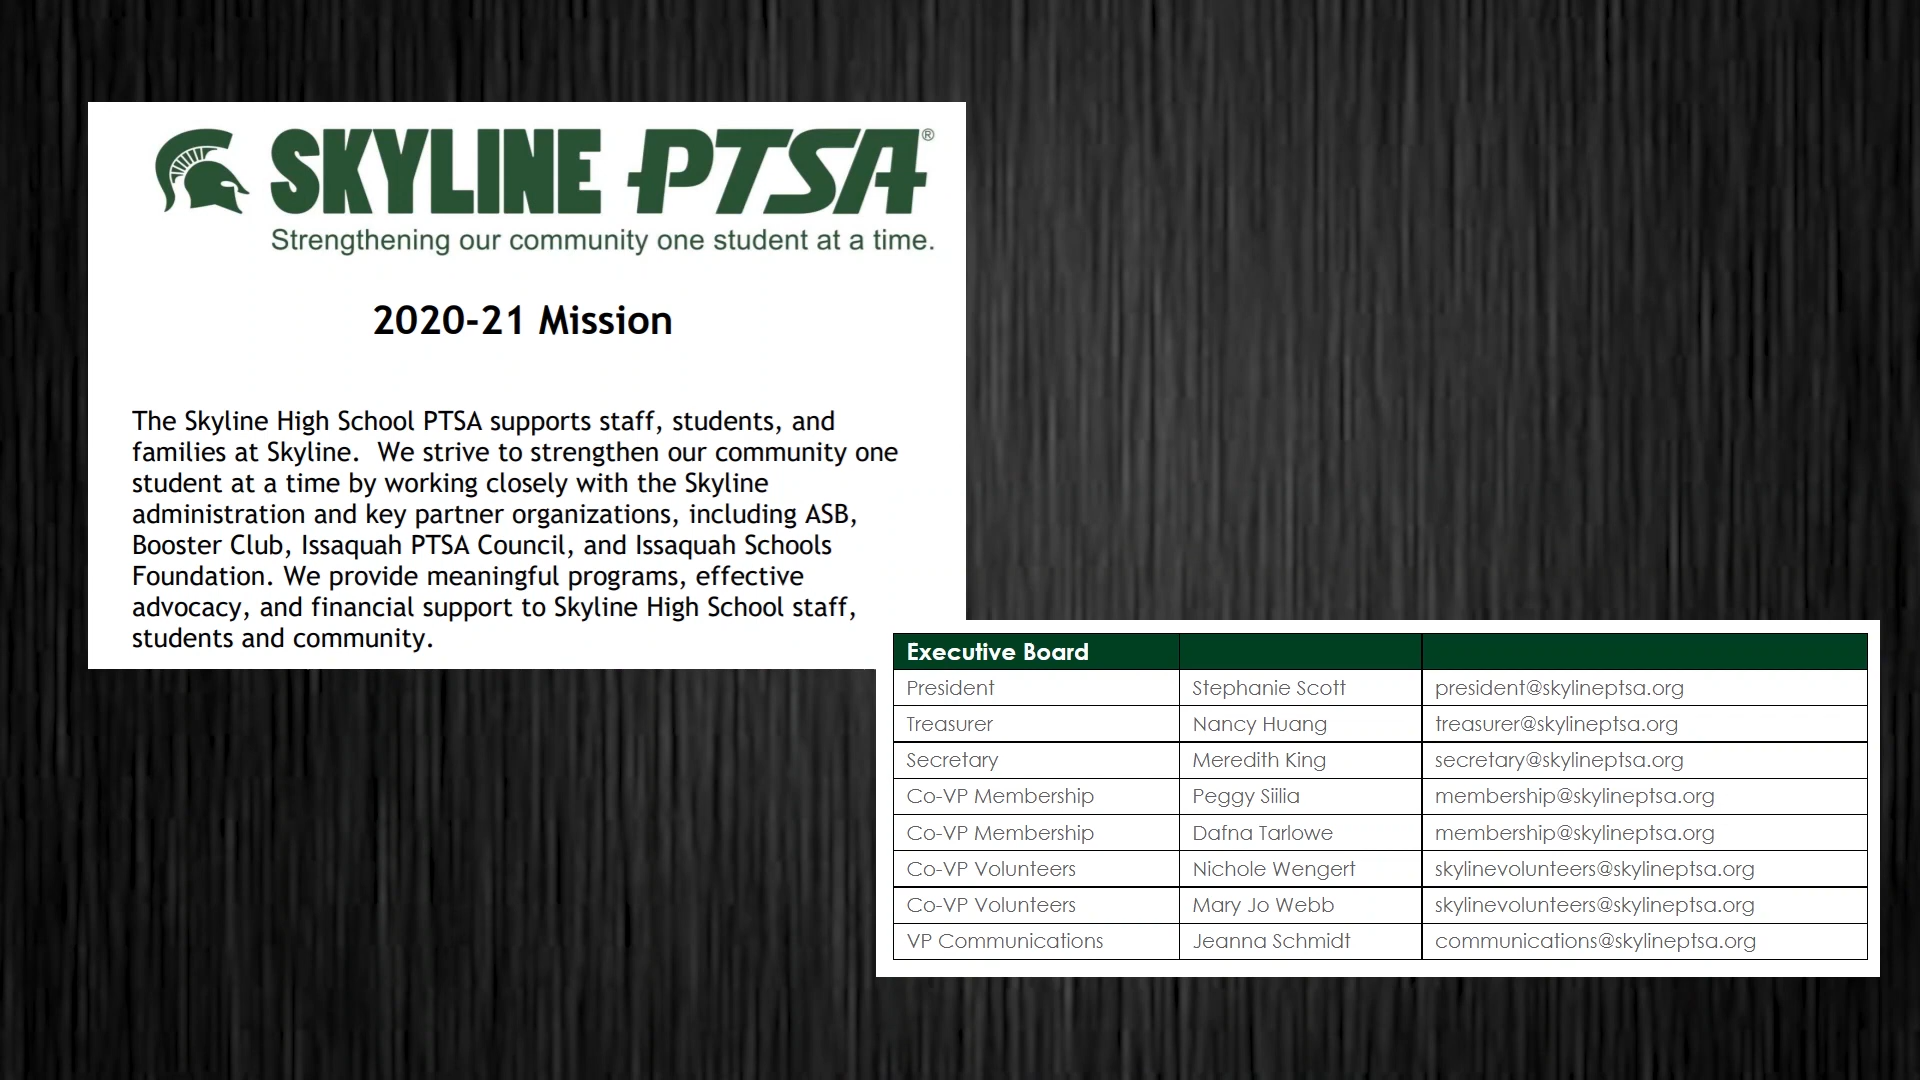 SKYLINE PTSA®
Strengthening our community one student at a time.
2020-21 Mission
The Skyline High School PTSA supports staff, students, and
families at Skyline.  We strive to strengthen our community one
student at a time by working closely with the Skyline
administration and key partner organizations, including ASB,
Booster Club, Issaquah PTSA Council, and Issaquah Schools
Foundation. We provide meaningful programs, effective
advocacy, and financial support to Skyline High School staff,
students and community.
Executive Board
President Stephanie Scott president@skylineptsa.org
Treasurer Nancy Huang treasurer@skylineptsa.org
Secretary Meredith King secretary@skylineptsa.org
Co-VP Membership Peggy Siilia membership@skylineptsa.org
Co-VP Membership Dafna Tarlowe membership@skylineptsa.org
Co-VP Volunteers Nichole Wengert skylinevolunteers@skylineptsa.org
Co-VP Volunteers Mary Jo Webb skylinevolunteers@skylineptsa.org
VP Communications Jeanna Schmidt communications@skylineptsa.org